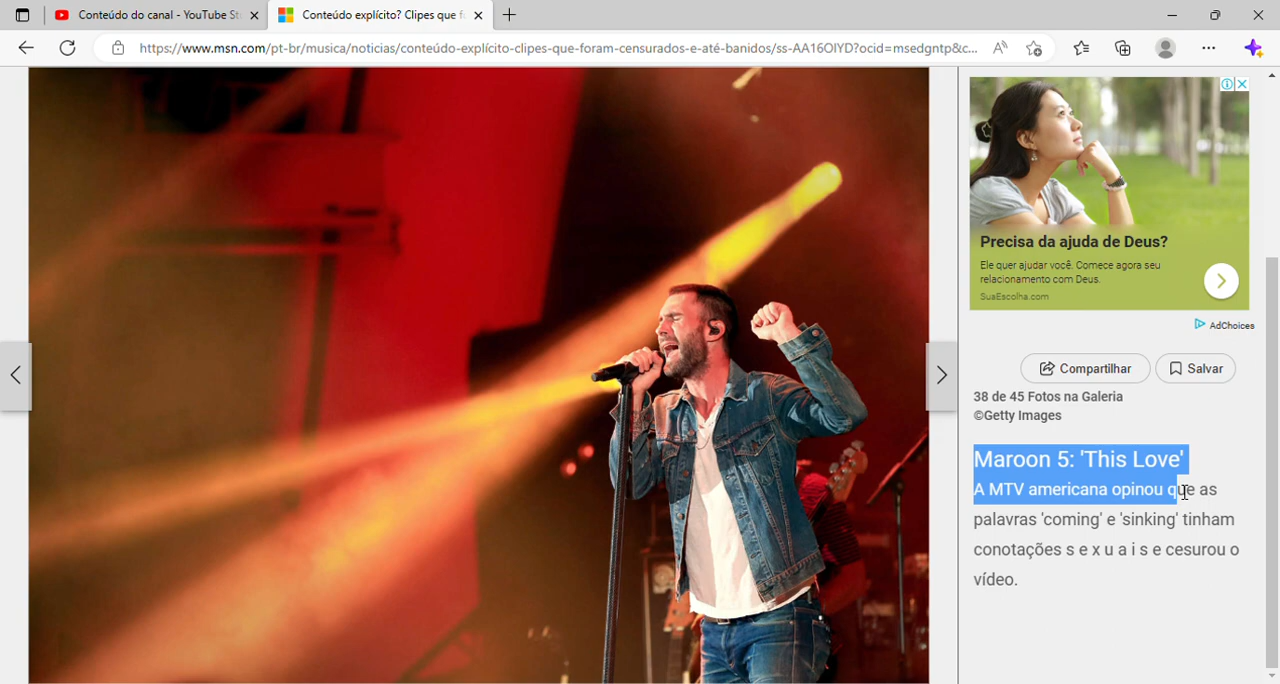 Conteúdo do canal - YouTube St
Conteúdo explícito? Clipes que f
https://www.msn.com/pt-br/musica/noticias/conteúdo-explícito-clipes-que-foram-censurados-e-até-banidos/ss-AA16OIYD?ocid=msedgntp&c...
Precisa da ajuda de Deus?
Ele quer ajudar você. Comece agora seu
relacionamento com Deus.
SuaEscolha.com
AdChoices
Compartilhar
Salvar
38 de 45 Fotos na Galeria
©Getty Images
Maroon 5: 'This Love'
A MTV americana opinou que as
palavras 'coming' e 'sinking' tinham
conotações s e x u a i s e cesurou o
vídeo.